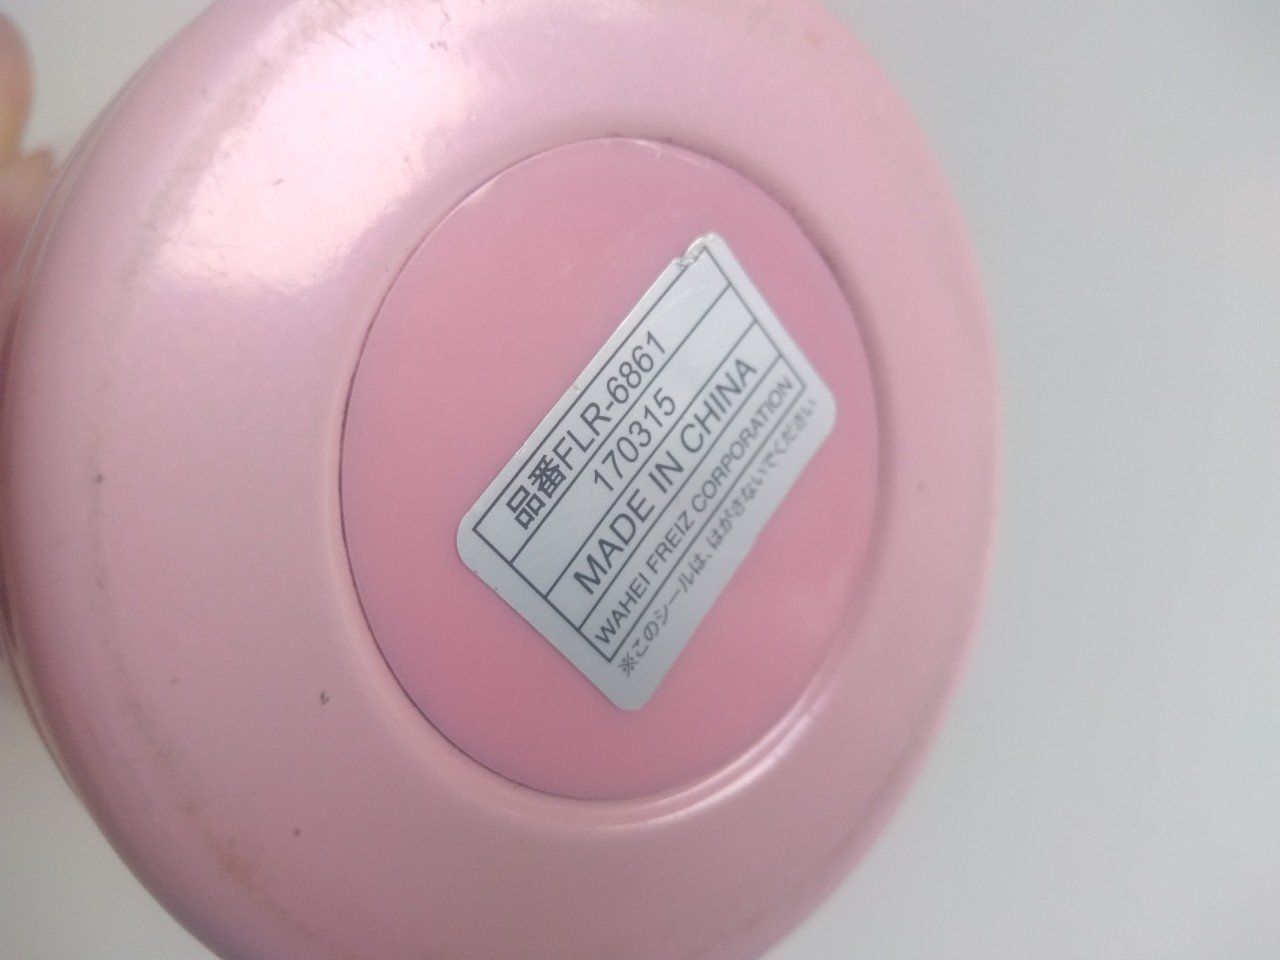 品番FLR-6861
170315
MADE IN CHINA
WAHEI FREIZ CORPORATION
※このシールは、はがさないでください